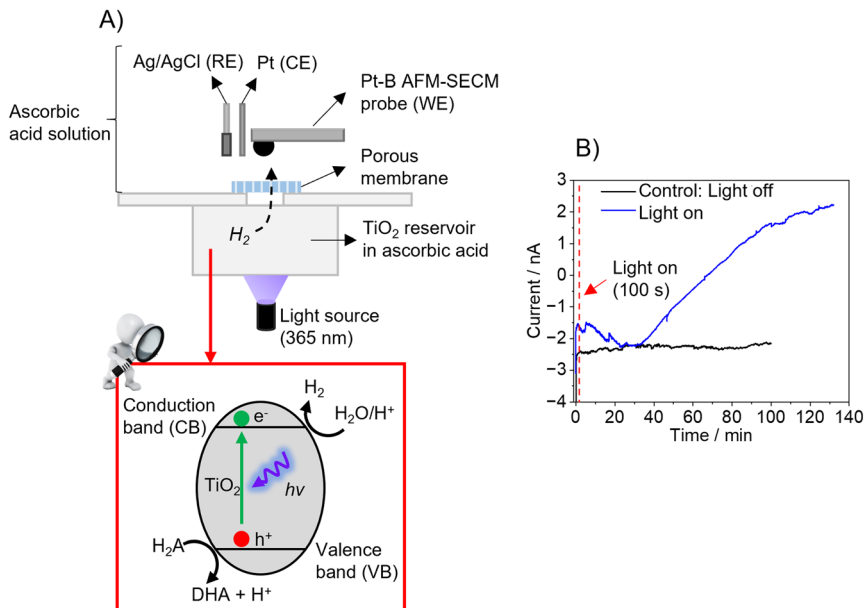 A)
Ag/AgCl (RE)
Pt (CE)
Pt-B AFM-SECM
probe (WE)
Ascorbic
acid solution
Porous
membrane
H₂
TiO₂ reservoir
in ascorbic acid
Light source
(365 nm)
Conduction
band (CB)
e⁻
H₂
H₂O/H⁺
TiO₂
hν
h⁺
H₂A
DHA + H⁺
Valence
band (VB)
B)
Control: Light off
Light on
Light on
(100 s)
Current / nA
3
2
1
0
−1
−2
−3
−4
0 20 40 60 80 100 120 140
Time / min